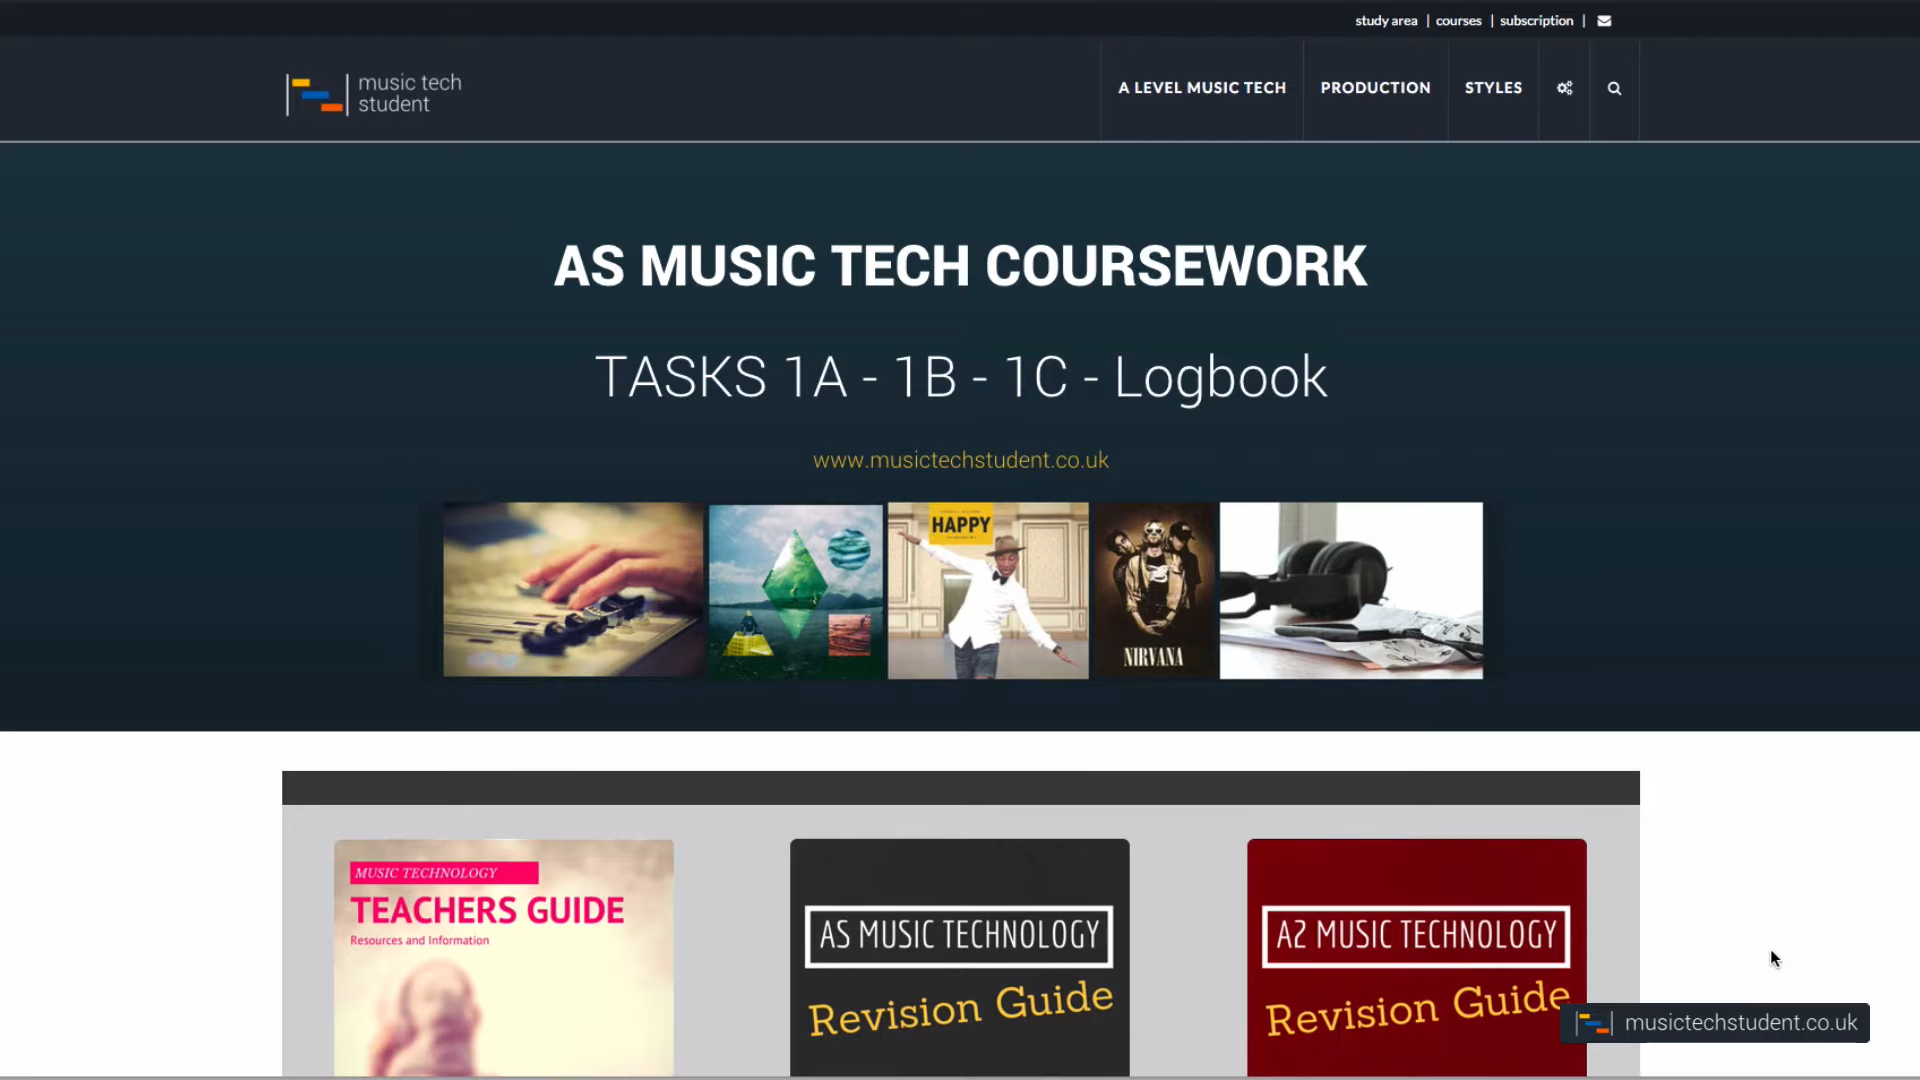 study area | courses | subscription |
music tech
student
A LEVEL MUSIC TECH
PRODUCTION
STYLES
AS MUSIC TECH COURSEWORK
TASKS 1A - 1B - 1C - Logbook
www.musictechstudent.co.uk
HAPPY
NIRVANA
MUSIC TECHNOLOGY
TEACHERS GUIDE
Resources and Information
AS MUSIC TECHNOLOGY
Revision Guide
A2 MUSIC TECHNOLOGY
Revision Guide
musictechstudent.co.uk